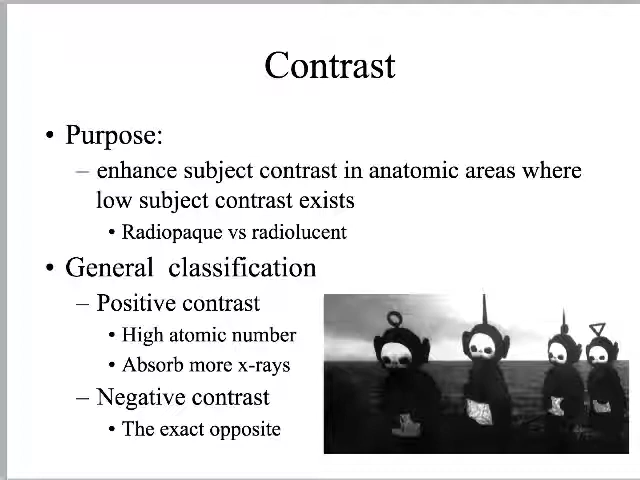 Contrast
• Purpose:
– enhance subject contrast in anatomic areas where
low subject contrast exists
• Radiopaque vs radiolucent
• General classification
– Positive contrast
• High atomic number
• Absorb more x-rays
– Negative contrast
• The exact opposite